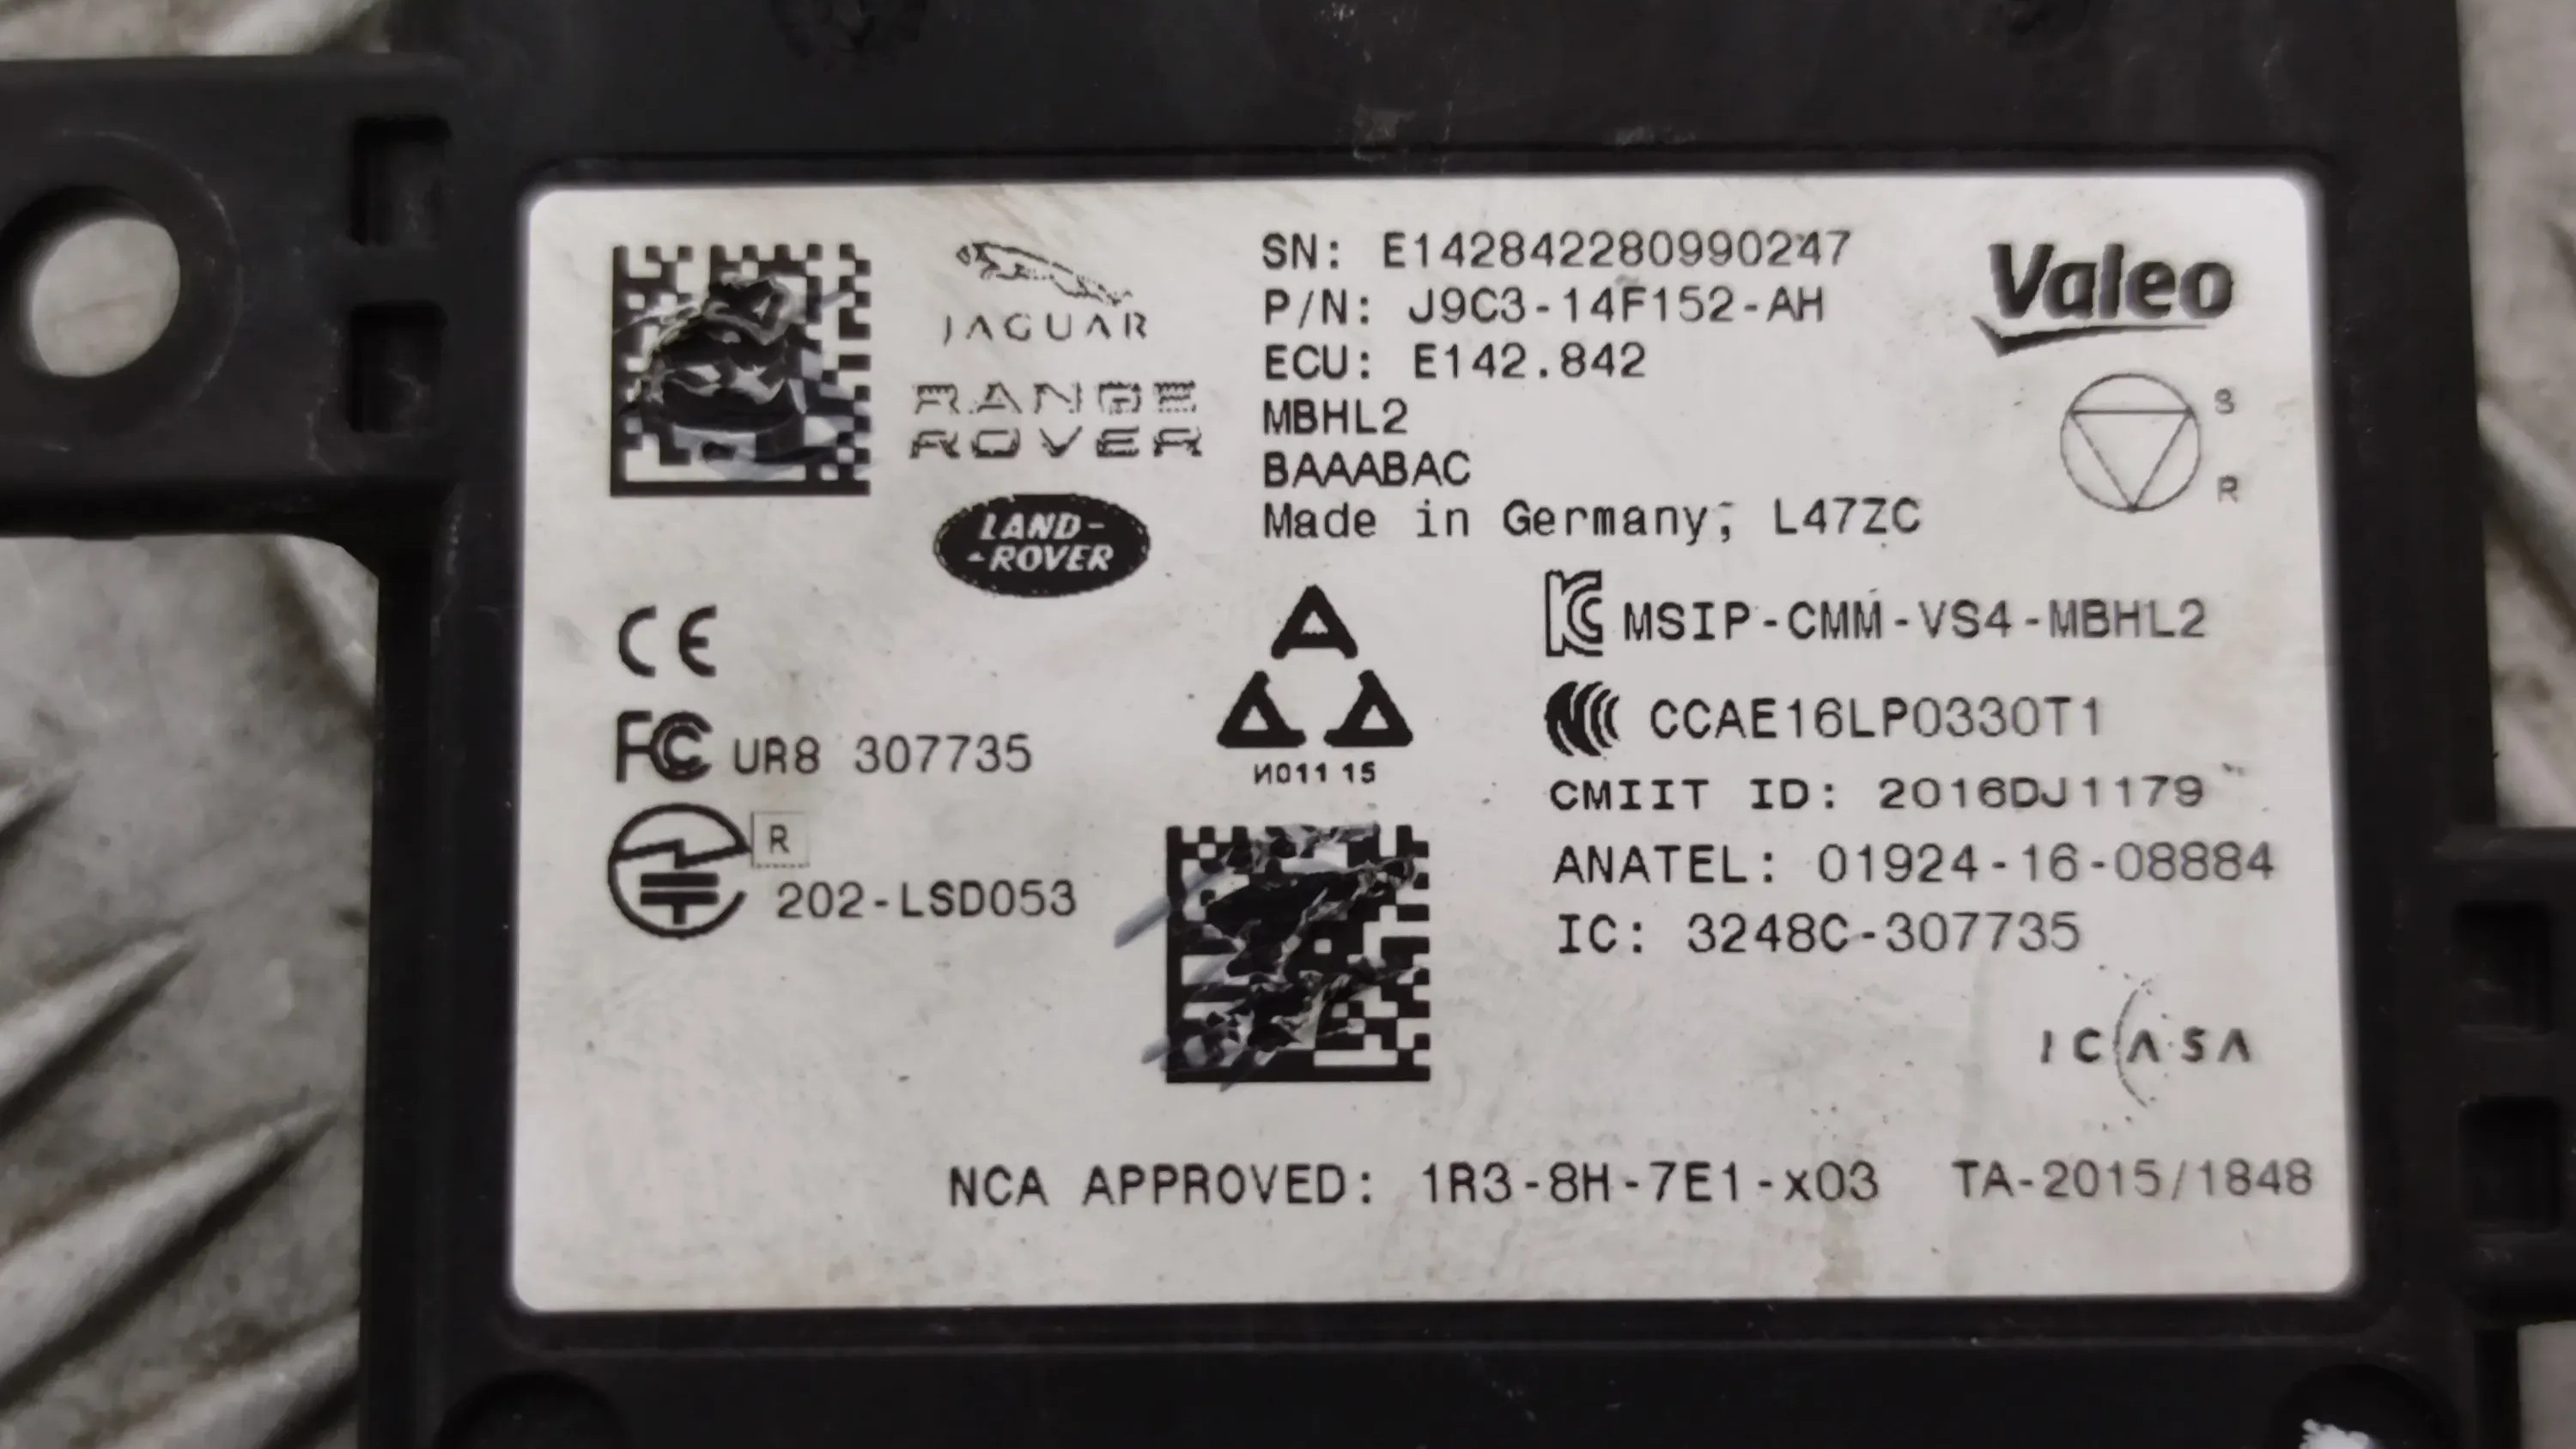 JAGUAR
RANGE
ROVER
LAND-
-ROVER
SN: E142842280990247
P/N: J9C3-14F152-AH
ECU: E142.842
MBHL2
BAAABAC
Made in Germany, L47ZC
Valeo
S
R
CE
FC UR8 307735
R
202-LSD053
И011 15
KC MSIP-CMM-VS4-MBHL2
CCAE16LP0330T1
CMIIT ID: 2016DJ1179
ANATEL: 01924-16-08884
IC: 3248C-307735
ICASA
NCA APPROVED: 1R3-8H-7E1-x03 TA-2015/1848